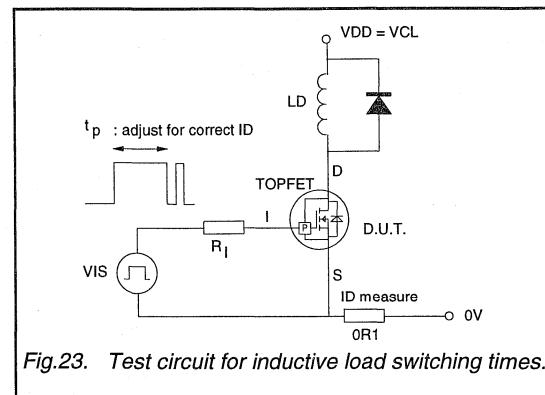 VDD = VCL
LD
tp : adjust for correct ID
D
TOPFET
I
P
D.U.T.
RI
VIS
S
ID measure
0V
0R1
Fig.23. Test circuit for inductive load switching times.